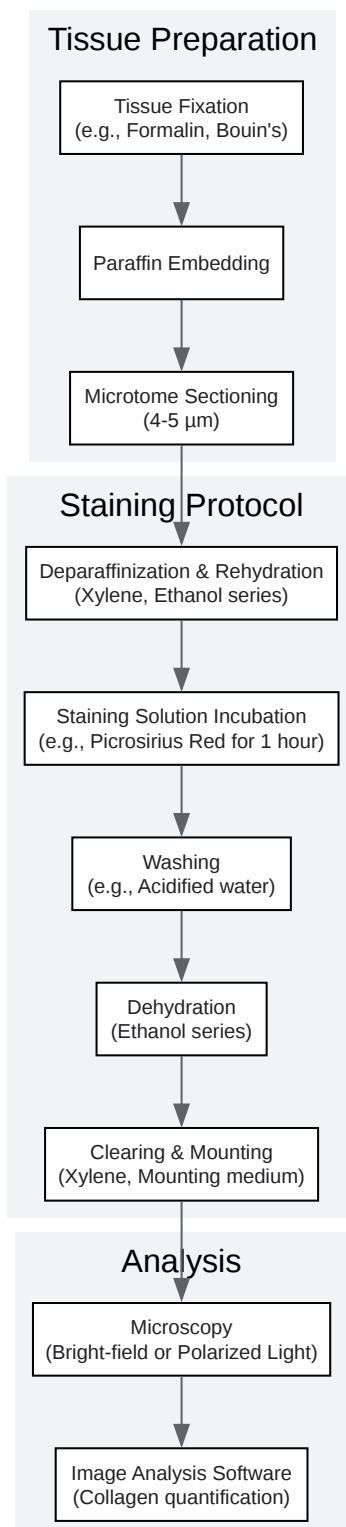 Tissue Preparation
Tissue Fixation
(e.g., Formalin, Bouin's)
Paraffin Embedding
Microtome Sectioning
(4-5 µm)
Staining Protocol
Deparaffinization & Rehydration
(Xylene, Ethanol series)
Staining Solution Incubation
(e.g., Picrosirius Red for 1 hour)
Washing
(e.g., Acidified water)
Dehydration
(Ethanol series)
Clearing & Mounting
(Xylene, Mounting medium)
Analysis
Microscopy
(Bright-field or Polarized Light)
Image Analysis Software
(Collagen quantification)